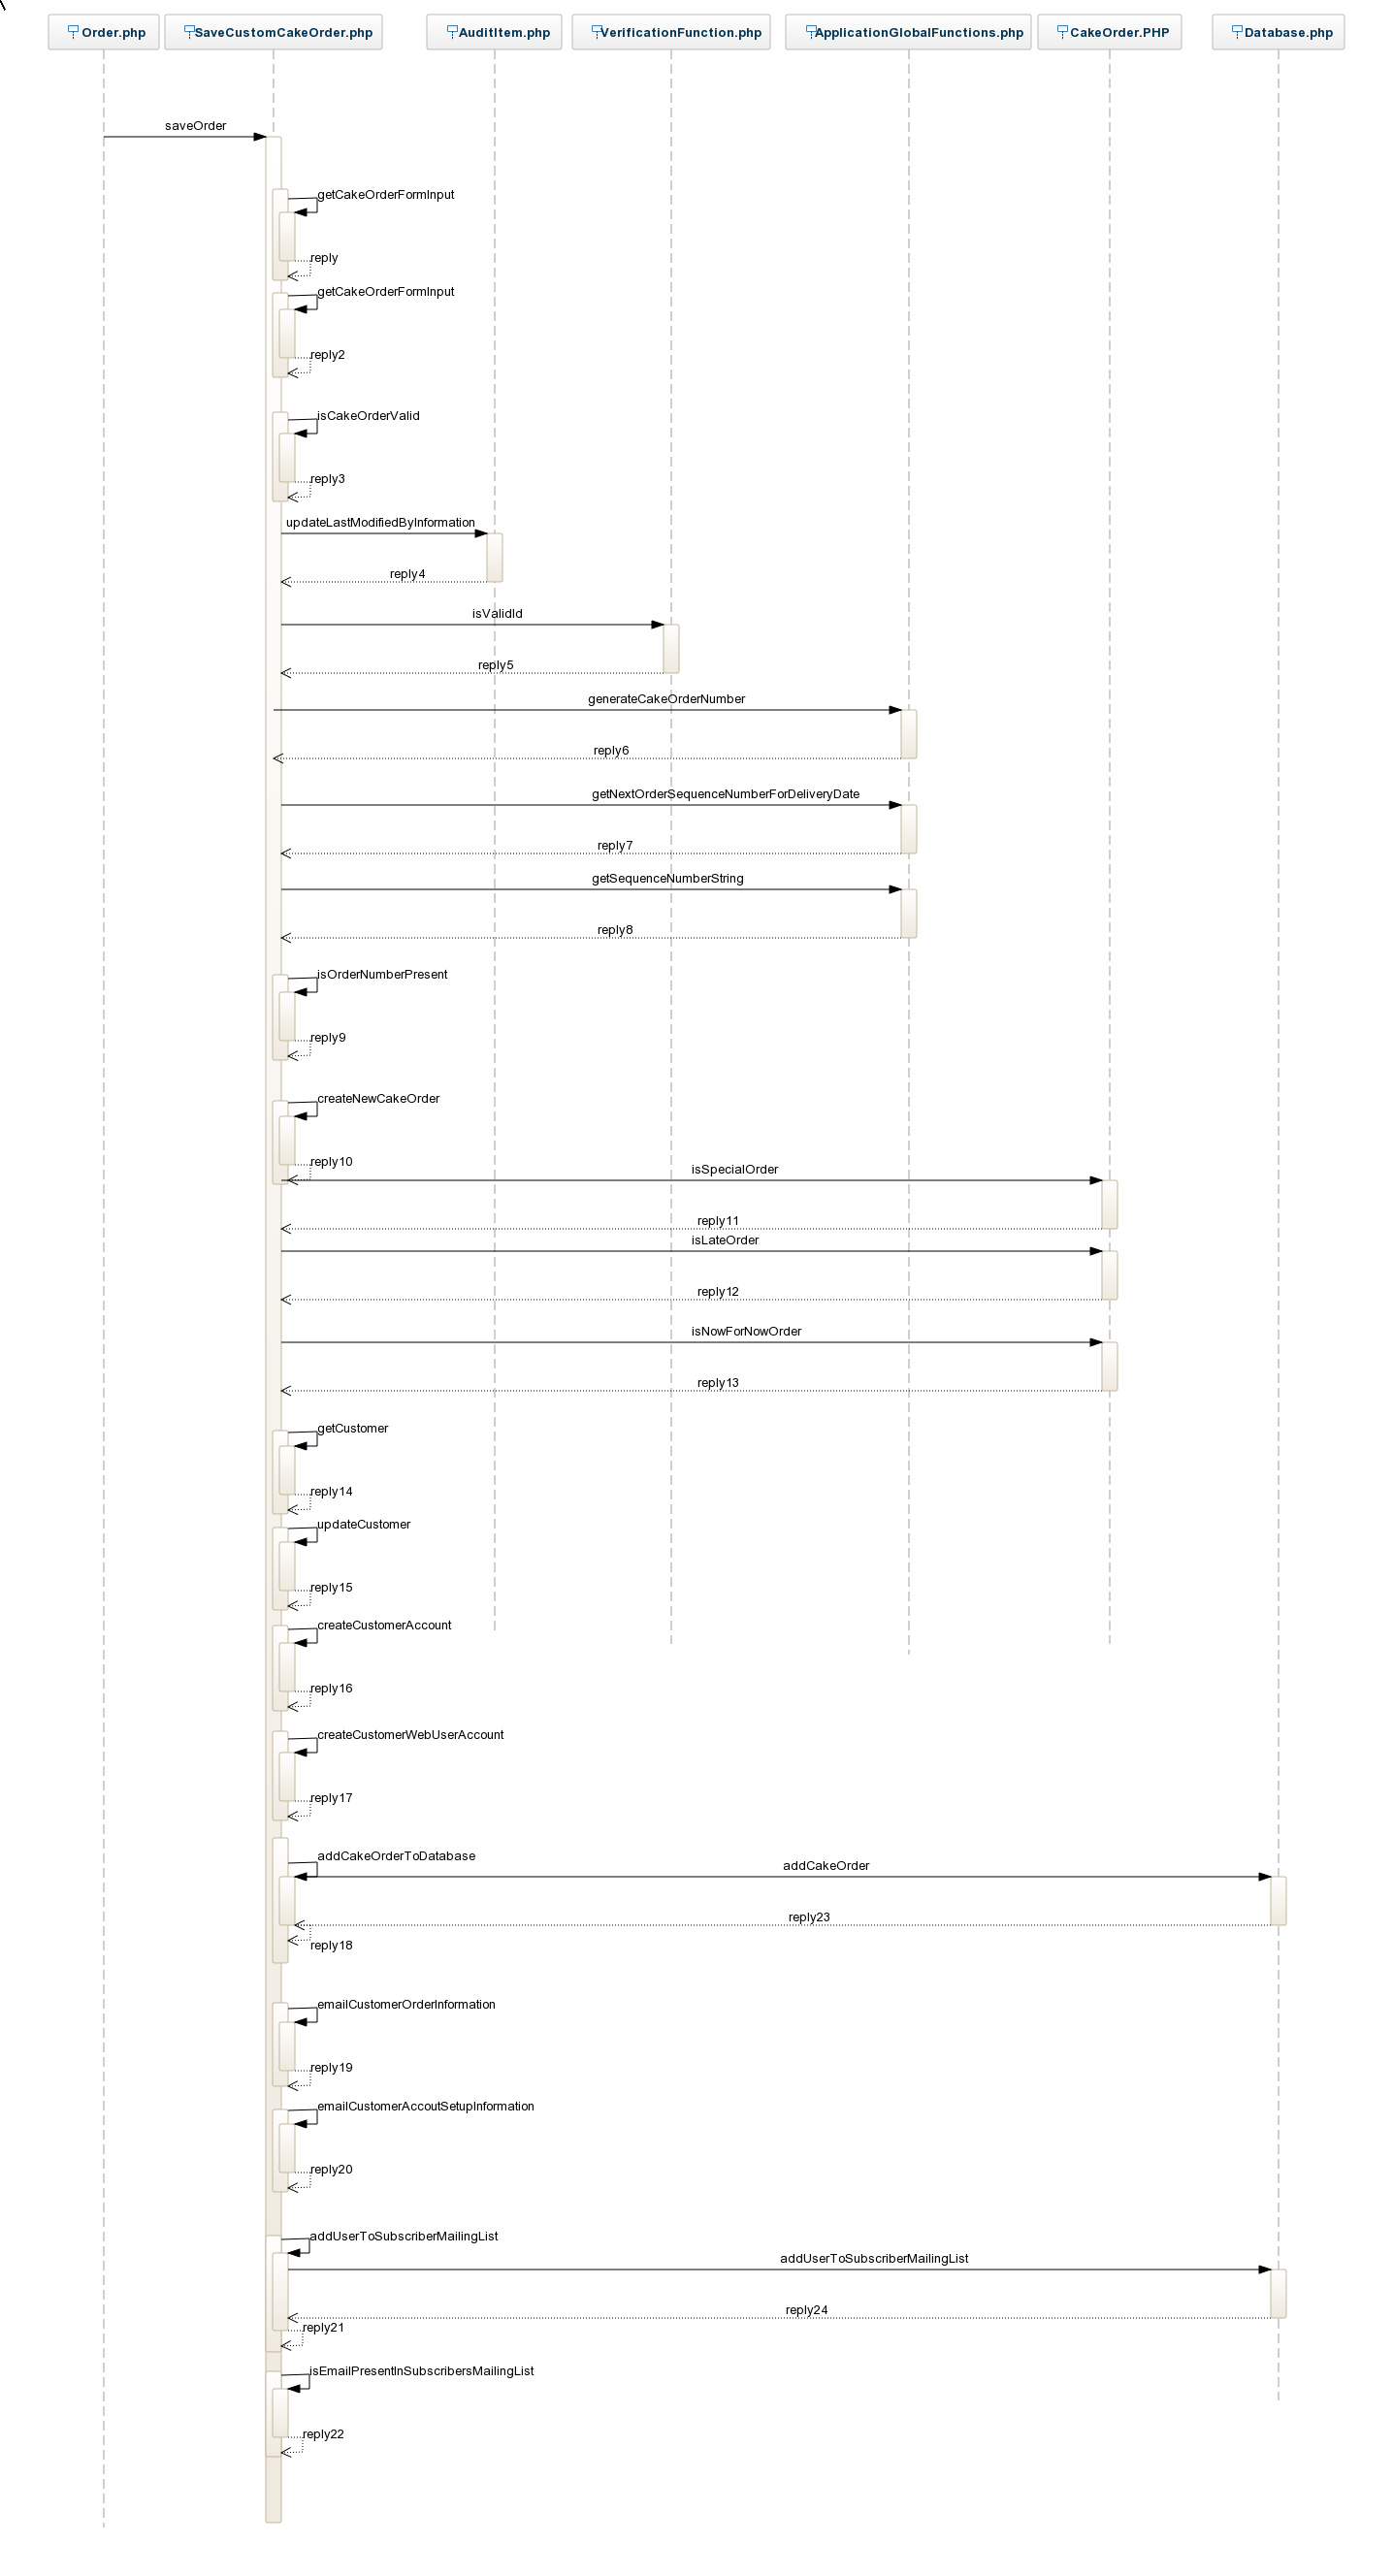 Order.php
SaveCustomCakeOrder.php
AuditItem.php
VerificationFunction.php
ApplicationGlobalFunctions.php
CakeOrder.PHP
Database.php
saveOrder
getCakeOrderFormInput
reply
getCakeOrderFormInput
reply2
isCakeOrderValid
reply3
updateLastModifiedByInformation
reply4
isValidId
reply5
generateCakeOrderNumber
reply6
getNextOrderSequenceNumberForDeliveryDate
reply7
getSequenceNumberString
reply8
isOrderNumberPresent
reply9
createNewCakeOrder
reply10
isSpecialOrder
reply11
isLateOrder
reply12
isNowForNowOrder
reply13
getCustomer
reply14
updateCustomer
reply15
createCustomerAccount
reply16
createCustomerWebUserAccount
reply17
addCakeOrderToDatabase
addCakeOrder
reply23
reply18
emailCustomerOrderInformation
reply19
emailCustomerAccoutSetupInformation
reply20
addUserToSubscriberMailingList
addUserToSubscriberMailingList
reply24
reply21
isEmailPresentInSubscribersMailingList
reply22